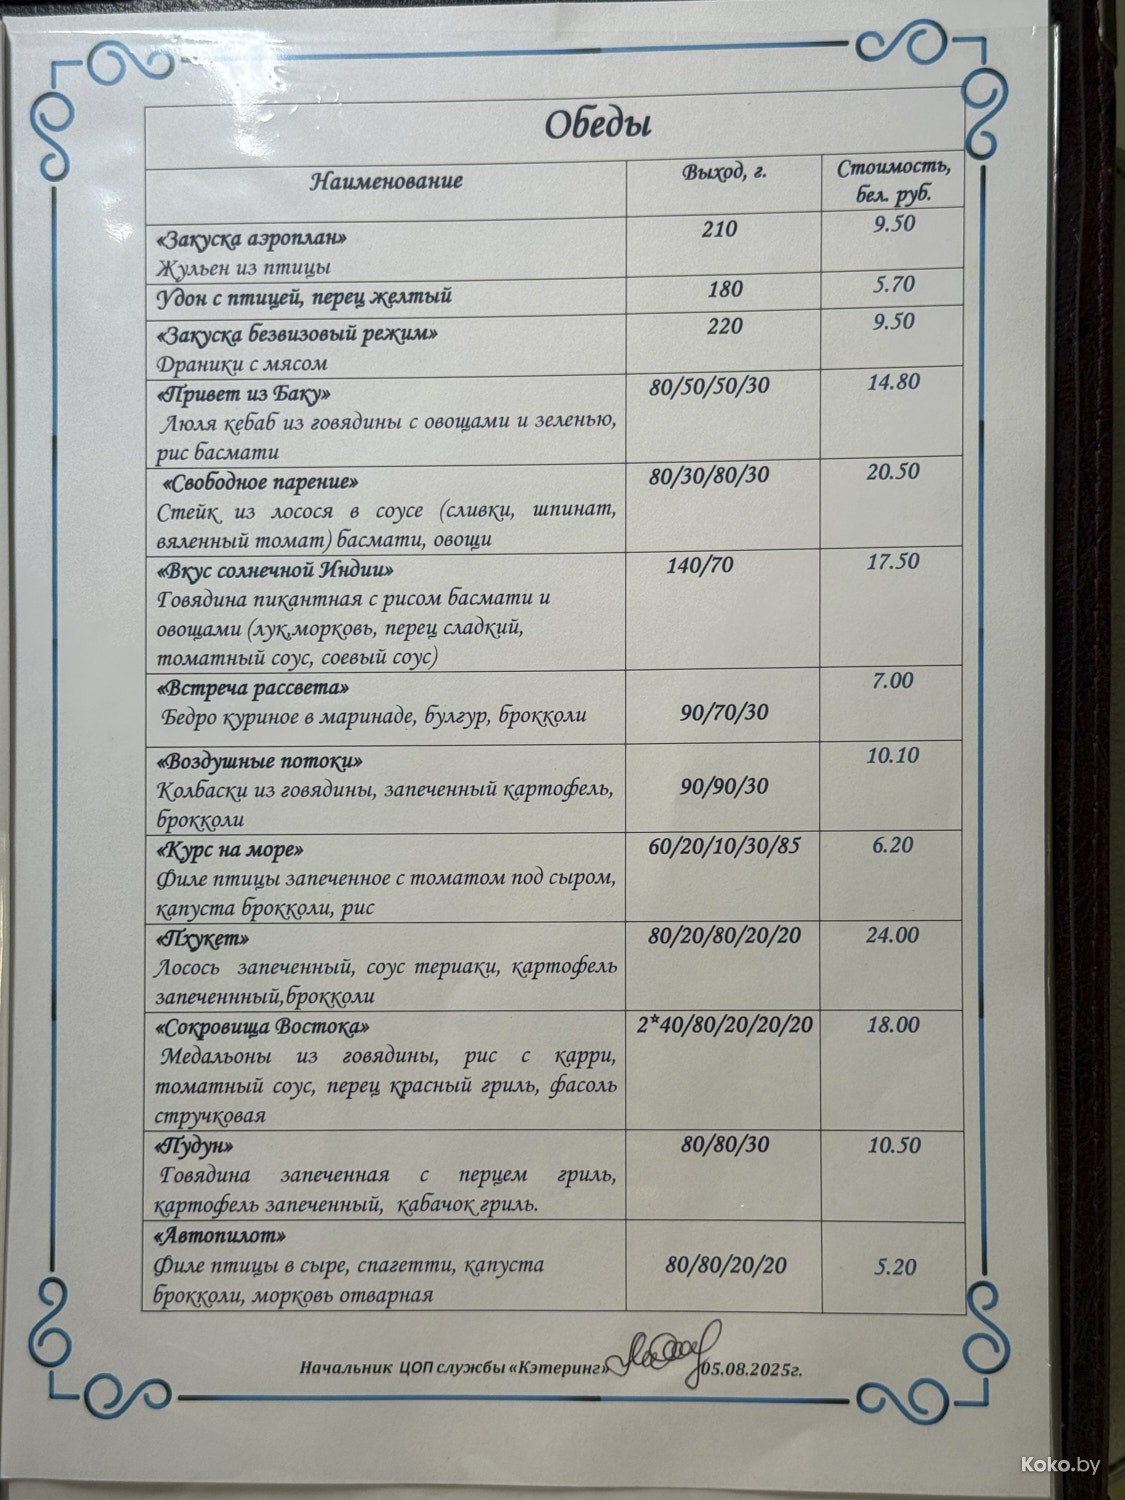 Обеды
Наименование Выход, г. Стоимость,
бел. руб.
«Закуска аэроплан» 210 9.50
Жульен из птицы
Удон с птицей, перец желтый 180 5.70
«Закуска безвизовый режим» 220 9.50
Драники с мясом
«Привет из Баку» 80/50/50/30 14.80
Люля кебаб из говядины с овощами и зеленью,
рис басмати
«Свободное парение» 80/30/80/30 20.50
Стейк из лосося в соусе (сливки, шпинат,
вяленный томат) басмати, овощи
«Вкус солнечной Индии» 140/70 17.50
Говядина пикантная с рисом басмати и
овощами (лук,морковь, перец сладкий,
томатный соус, соевый соус)
«Встреча рассвета» 7.00
Бедро куриное в маринаде, булгур, брокколи 90/70/30
«Воздушные потоки» 10.10
Колбаски из говядины, запеченный картофель, 90/90/30
брокколи
«Курс на море» 60/20/10/30/85 6.20
Филе птицы запеченное с томатом под сыром,
капуста брокколи, рис
«Пхукет» 80/20/80/20/20 24.00
Лосось запеченный, соус териаки, картофель
запеченнный,брокколи
«Сокровища Востока» 2*40/80/20/20/20 18.00
Медальоны из говядины, рис с карри,
томатный соус, перец красный гриль, фасоль
стручковая
«Пудун» 80/80/30 10.50
Говядина запеченная с перцем гриль,
картофель запеченный, кабачок гриль.
«Автопилот»
Филе птицы в сыре, спагетти, капуста 80/80/20/20 5.20
брокколи, морковь отварная
Начальник ЦОП службы «Кэтеринг» 05.08.2025г.
Koko.by